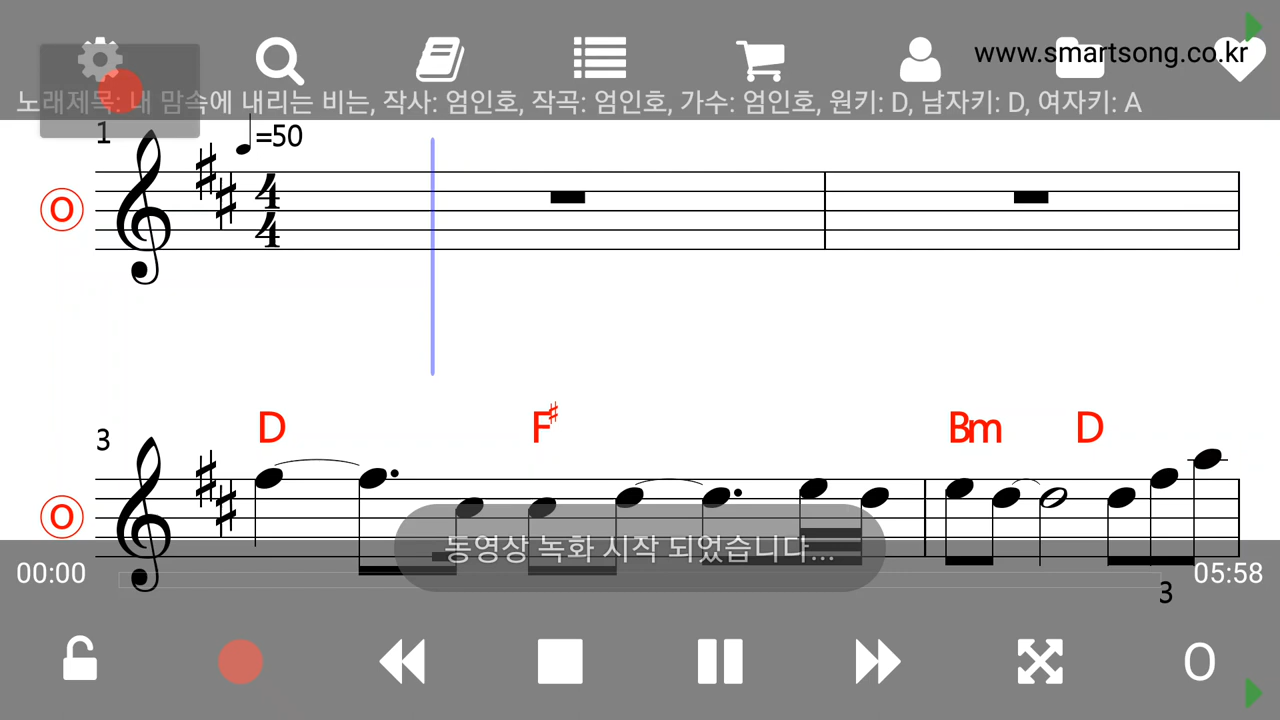 www.smartsong.co.kr
노래제목: 내 맘속에 내리는 비는, 작사: 엄인호, 작곡: 엄인호, 가수: 엄인호, 원키: D, 남자키: D, 여자키: A
1
=50
4
4
O
D F♯ Bm D
3
O
동영상 녹화 시작 되었습니다...
00:00 05:58
3
O